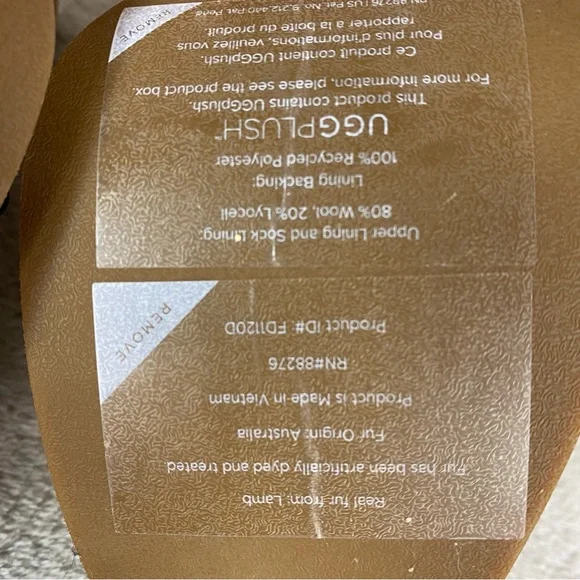 Real fur from: Lamb
Fur has been artificially dyed and treated
Fur Origin: Australia
Product is Made in Vietnam
RN#88276
Product ID#: FD1120D
REMOVE
Upper Lining and Sock Lining:
80% Wool, 20% Lyocell
Lining Backing:
100% Recycled Polyester
UGGPLUSH™
This product contains UGGplush.
For more information, please see the product box.
Ce produit contient UGGplush.
Pour plus d'informations, veuillez vous
rapporter à la boîte du produit.
RN 88276 | US Pat. No. 9,212,440 Pat. Pend
REMOVE